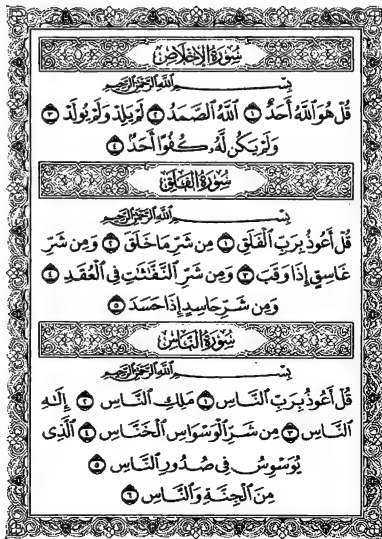 سُورَةُ الإِخْلَاصِ
بِسْمِ اللَّهِ الرَّحْمَٰنِ الرَّحِيمِ
قُلْ هُوَ اللَّهُ أَحَدٌ ١ اللَّهُ الصَّمَدُ ٢ لَمْ يَلِدْ وَلَمْ يُولَدْ ٣
وَلَمْ يَكُن لَّهُۥ كُفُوًا أَحَدٌ ٤
سُورَةُ الفَلَقِ
بِسْمِ اللَّهِ الرَّحْمَٰنِ الرَّحِيمِ
قُلْ أَعُوذُ بِرَبِّ الْفَلَقِ ١ مِن شَرِّ مَا خَلَقَ ٢ وَمِن شَرِّ
غَاسِقٍ إِذَا وَقَبَ ٣ وَمِن شَرِّ النَّفَّٰثَٰتِ فِي الْعُقَدِ ٤
وَمِن شَرِّ حَاسِدٍ إِذَا حَسَدَ ٥
سُورَةُ النَّاسِ
بِسْمِ اللَّهِ الرَّحْمَٰنِ الرَّحِيمِ
قُلْ أَعُوذُ بِرَبِّ النَّاسِ ١ مَلِكِ النَّاسِ ٢ إِلَٰهِ
النَّاسِ ٣ مِن شَرِّ الْوَسْوَاسِ الْخَنَّاسِ ٤ الَّذِي
يُوَسْوِسُ فِي صُدُورِ النَّاسِ ٥
مِنَ الْجِنَّةِ وَالنَّاسِ ٦